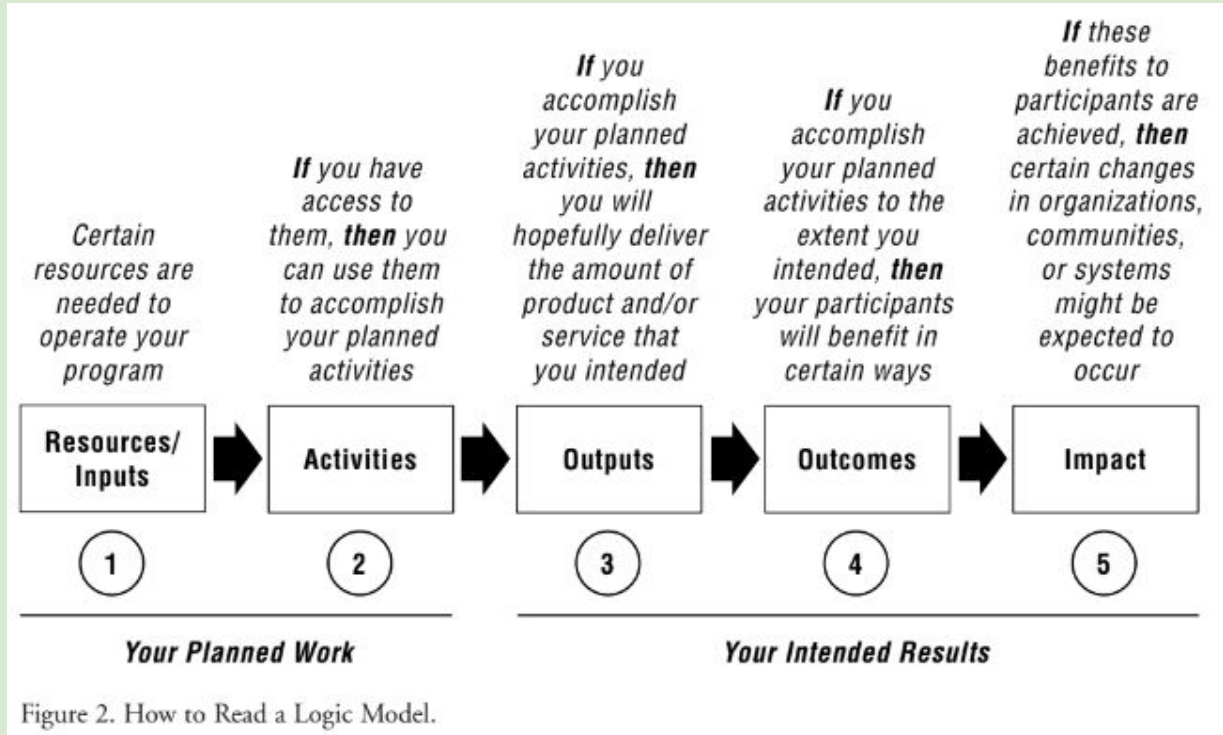 Certain
resources are
needed to
operate your
program
If you have
access to
them, then you
can use them
to accomplish
your planned
activities
If you
accomplish
your planned
activities, then
you will
hopefully deliver
the amount of
product and/or
service that
you intended
If you
accomplish
your planned
activities to the
extent you
intended, then
your participants
will benefit in
certain ways
If these
benefits to
participants are
achieved, then
certain changes
in organizations,
communities,
or systems
might be
expected to
occur
Resources/
Inputs
Activities
Outputs
Outcomes
Impact
1
2
3
4
5
Your Planned Work
Your Intended Results
Figure 2. How to Read a Logic Model.